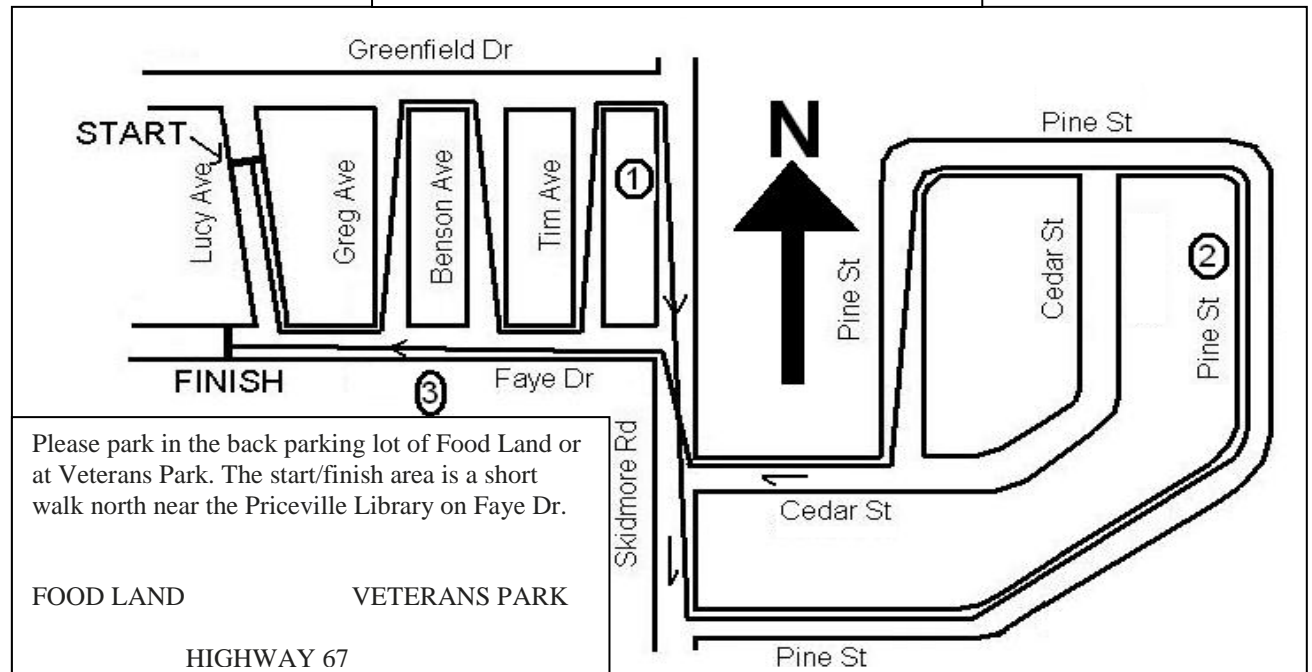 Greenfield Dr
START
Lucy Ave
Greg Ave
Benson Ave
Tim Ave
1
N
Pine St
Pine St
Cedar St
2
Pine St
FINISH
3
Faye Dr
Skidmore Rd
Cedar St
Pine St
Please park in the back parking lot of Food Land or
at Veterans Park. The start/finish area is a short
walk north near the Priceville Library on Faye Dr.
FOOD LAND VETERANS PARK
HIGHWAY 67